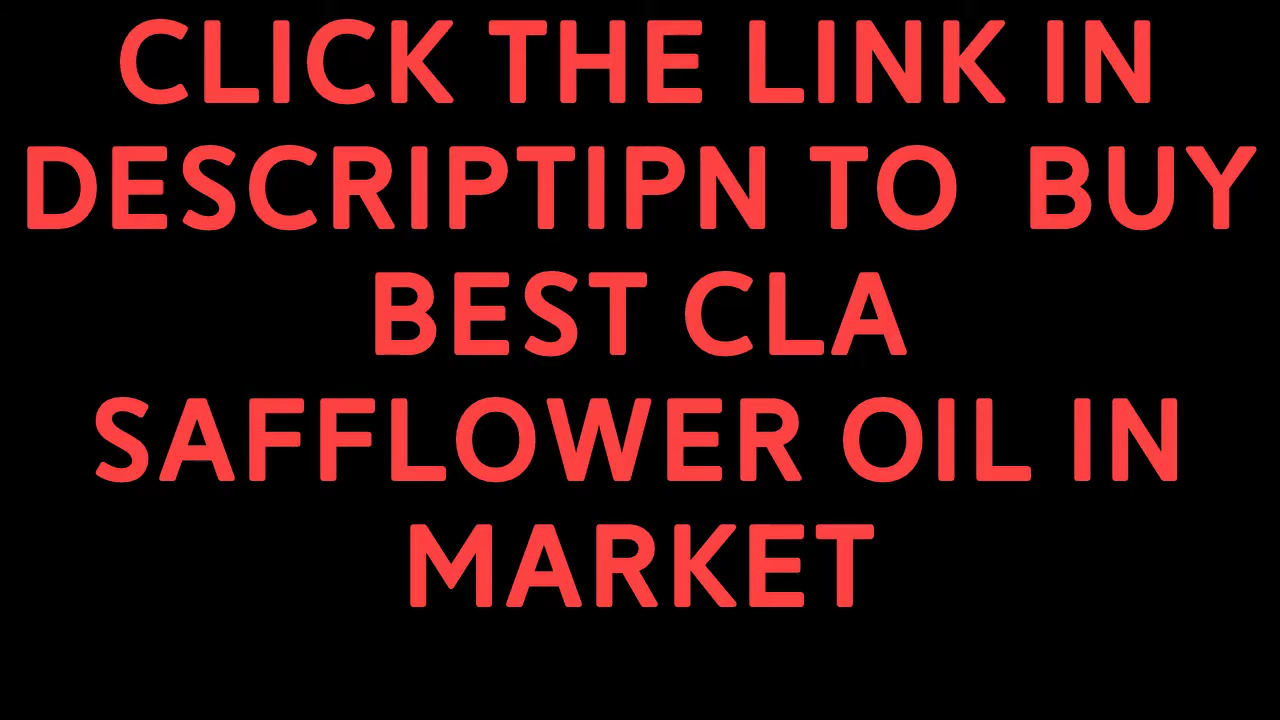 CLICK THE LINK IN
DESCRIPTIPN TO  BUY
BEST CLA
SAFFLOWER OIL IN
MARKET